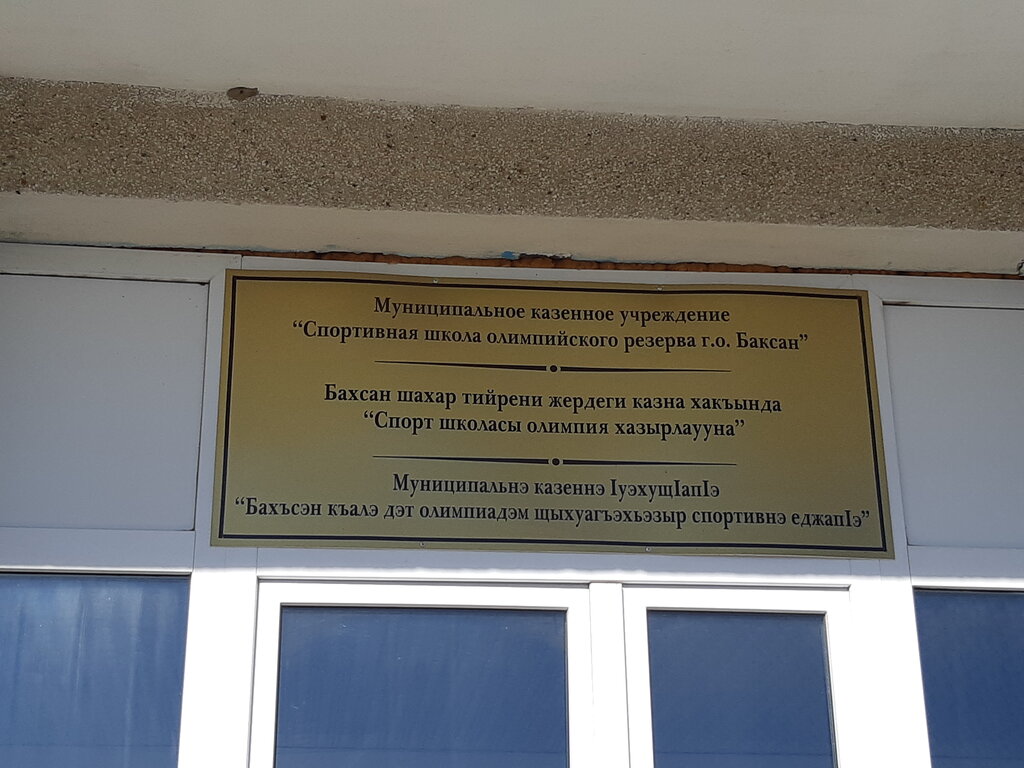 Муниципальное казенное учреждение
“Спортивная школа олимпийского резерва г.о. Баксан”
Бахсан шахар тийрени жердеги казна хакъында
“Спорт школасы олимпия хазырлаууна”
Муниципальнэ казеннэ IуэхущIапIэ
“Бахъсэн къалэ дэт олимпиадэм щыхуагъэхьэзыр спортивнэ еджапIэ”